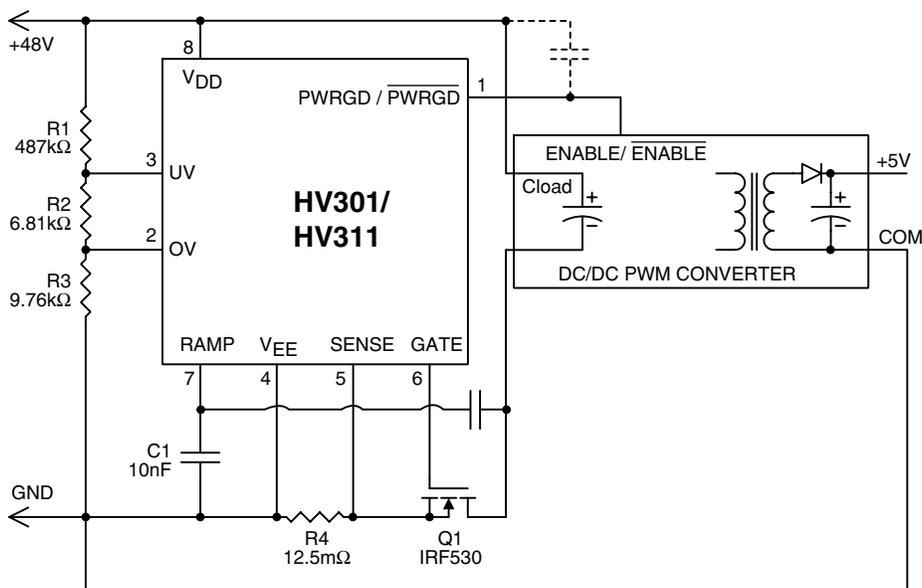 +48V
8
VDD
1
PWRGD / PWRGD
R1
487kΩ
3
UV
ENABLE/ ENABLE
+5V
Cload
+
−
+
−
R2
6.81kΩ
HV301/
HV311
2
OV
COM
R3
9.76kΩ
DC/DC PWM CONVERTER
RAMP
VEE
SENSE
GATE
7
4
5
6
C1
10nF
GND
R4
12.5mΩ
Q1
IRF530